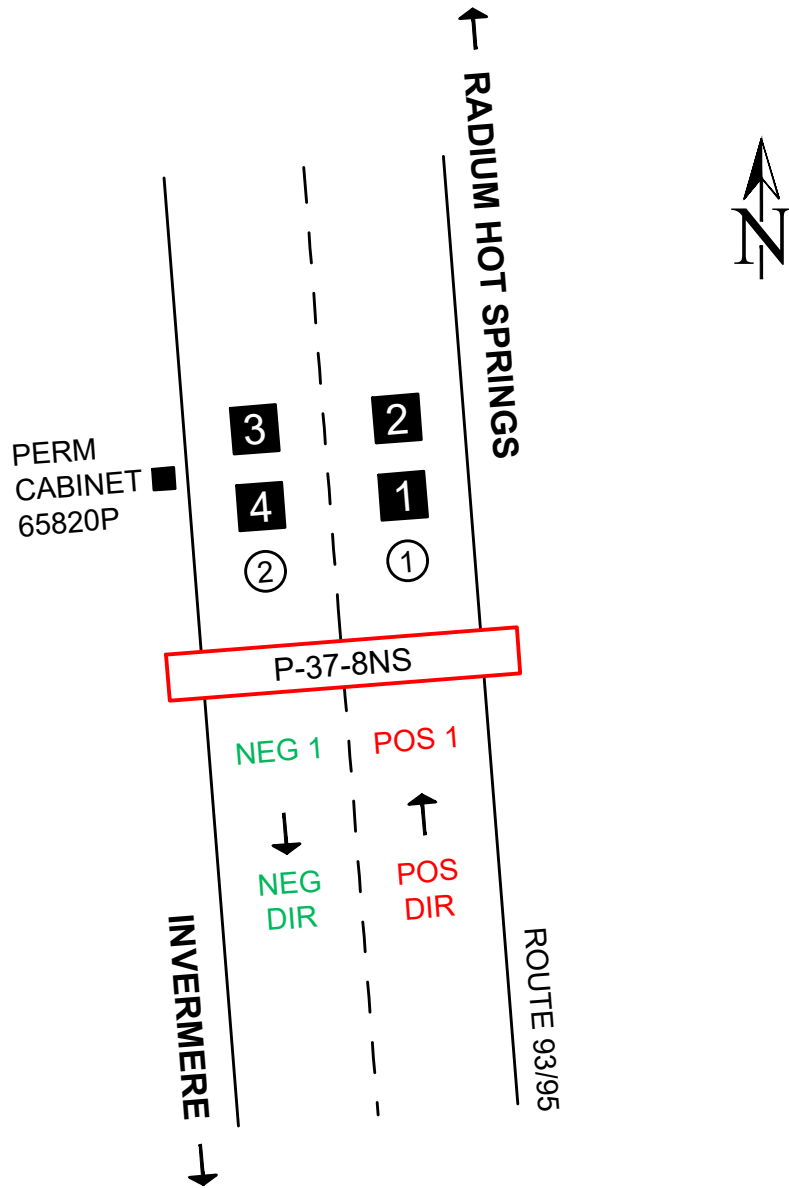 RADIUM HOT SPRINGS
N
3
2
PERM
CABINET
65820P
4
1
2
1
P-37-8NS
NEG 1
POS 1
NEG
DIR
POS
DIR
INVERMERE
ROUTE 93/95